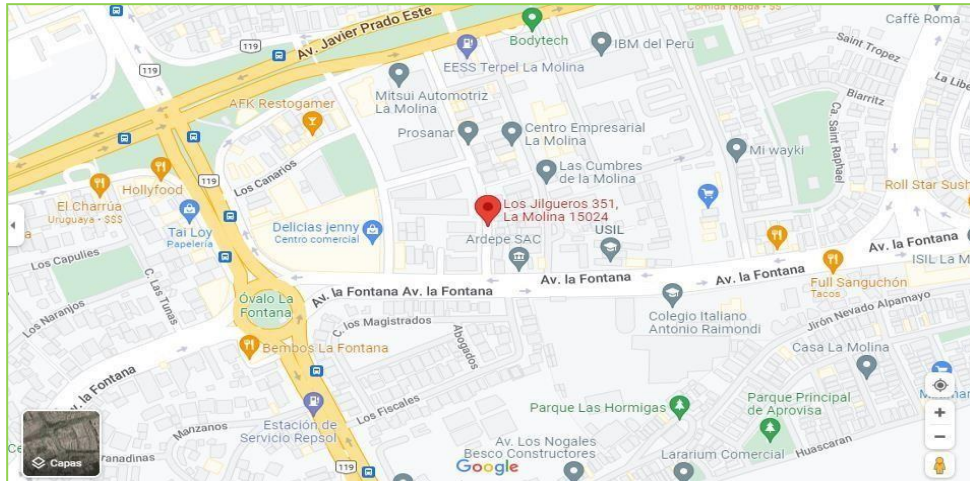 Comida rápida · $$
Caffè Roma
Av. Javier Prado Este
Bodytech
IBM del Perú
Saint Tropez
119
EESS Terpel La Molina
La Libe
Mitsui Automotriz
La Molina
Biarritz
AFK Restogamer
Prosanar
Centro Empresarial
La Molina
Ca. Saint Raphael
Mi wayki
Las Cumbres
de la Molina
Los Canarios
119
Hollyfood
El Charrúa
Uruguaya · $$$
Roll Star Sush
Los Jilgueros 351,
La Molina 15024
Tai Loy
Papelería
Delicias jenny
Centro comercial
USIL
Ardepe SAC
Los Capulies
C. Las Tunas
Av. la Fontana
Av. la Fontana
ISIL La M
Full Sanguchón
Tacos
Av. la Fontana Av. la Fontana
Óvalo La
Fontana
Los Naranjos
C. los Magistrados
Colegio Italiano
Antonio Raimondi
Jirón Nevado Alpamayo
Abogados
Bembos La Fontana
Casa La Molina
v. la Fontana
Los Fiscales
Parque Las Hormigas
Parque Principal
de Aprovisa
Estación de
Servicio Repsol
Manzanos
Huascaran
Av. Los Nogales
Besco Constructores
Lararium Comercial
ranadinas
Capas
119
Google